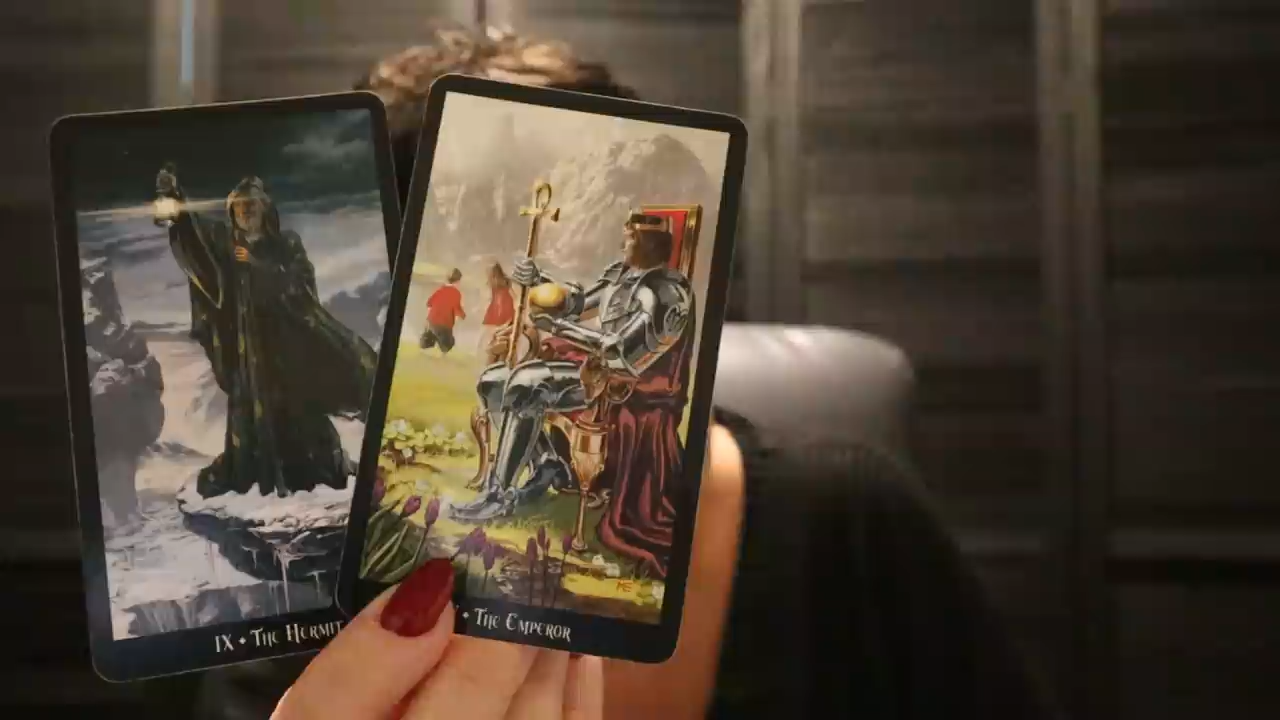 IX • The Hermit
• The Emperor